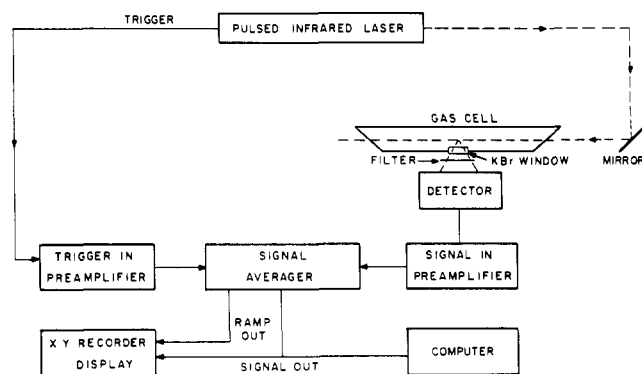 TRIGGER
PULSED INFRARED LASER
GAS CELL
FILTER
KBr WINDOW
MIRROR
DETECTOR
TRIGGER IN
PREAMPLIFIER
SIGNAL
AVERAGER
SIGNAL IN
PREAMPLIFIER
RAMP
OUT
X Y RECORDER
DISPLAY
SIGNAL OUT
COMPUTER